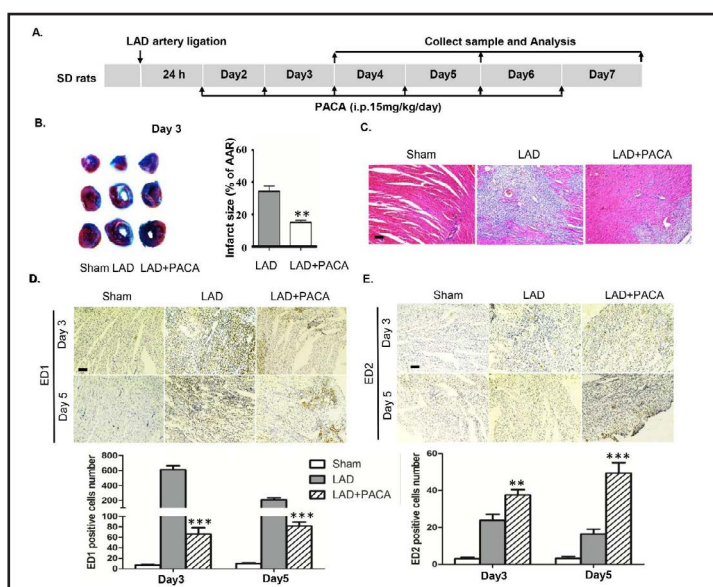 A.
LAD artery ligation
Collect sample and Analysis
SD rats 24 h Day2 Day3 Day4 Day5 Day6 Day7
PACA (i.p.15mg/kg/day)
B.
Day 3
Sham LAD LAD+PACA
Infarct size (% of AAR)
50
40
30
20
10
0
**
LAD LAD+PACA
C.
Sham LAD LAD+PACA
D.
Sham LAD LAD+PACA
ED1
Day 3
Day 5
ED1 positive cells number
800
600
400
200
100
80
60
40
20
0
Sham
LAD
LAD+PACA
*** ***
Day3 Day5
E.
Sham LAD LAD+PACA
ED2
Day 3
Day 5
ED2 positive cells number
60
40
20
0
** ***
Day3 Day5